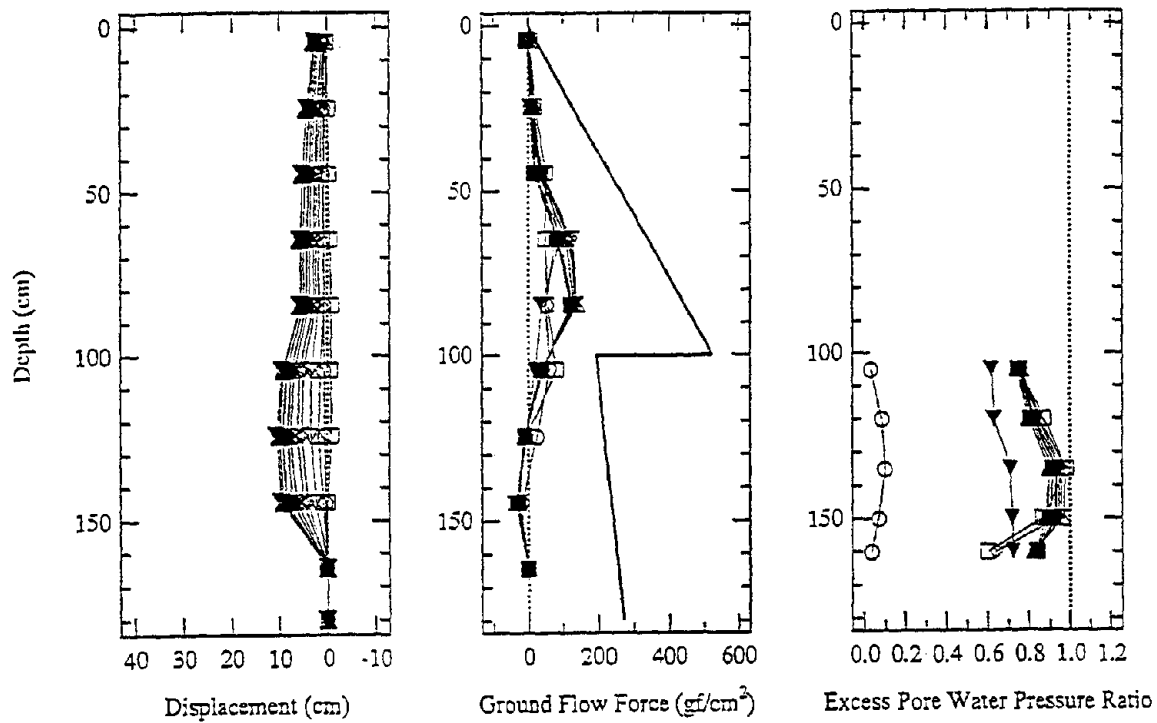 0
50
100
150
Depth (cm)
40 30 20 10 0 -10
Displacement (cm)
0
50
100
150
0 200 400 600
Ground Flow Force (gf/cm²)
0
50
100
150
0.0 0.2 0.4 0.6 0.8 1.0 1.2
Excess Pore Water Pressure Ratio